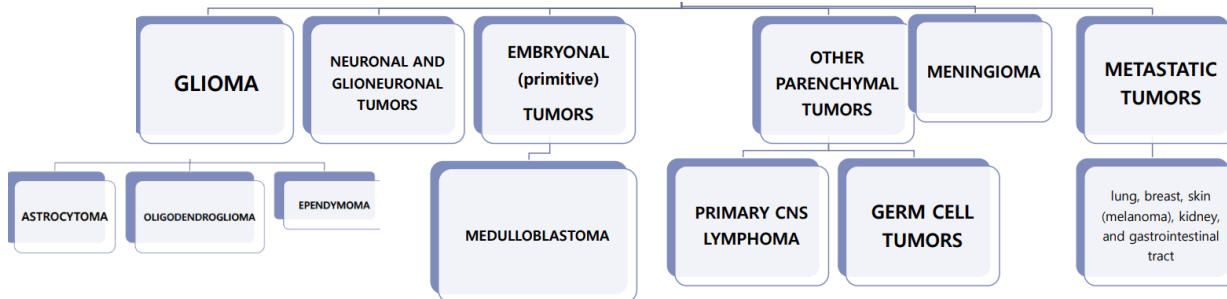 GLIOMA
NEURONAL AND
GLIONEURONAL
TUMORS
EMBRYONAL
(primitive)
TUMORS
OTHER
PARENCHYMAL
TUMORS
MENINGIOMA
METASTATIC
TUMORS
ASTROCYTOMA
OLIGODENDROGLIOMA
EPENDYMOMA
MEDULLOBLASTOMA
PRIMARY CNS
LYMPHOMA
GERM CELL
TUMORS
lung, breast, skin
(melanoma), kidney,
and gastrointestinal
tract